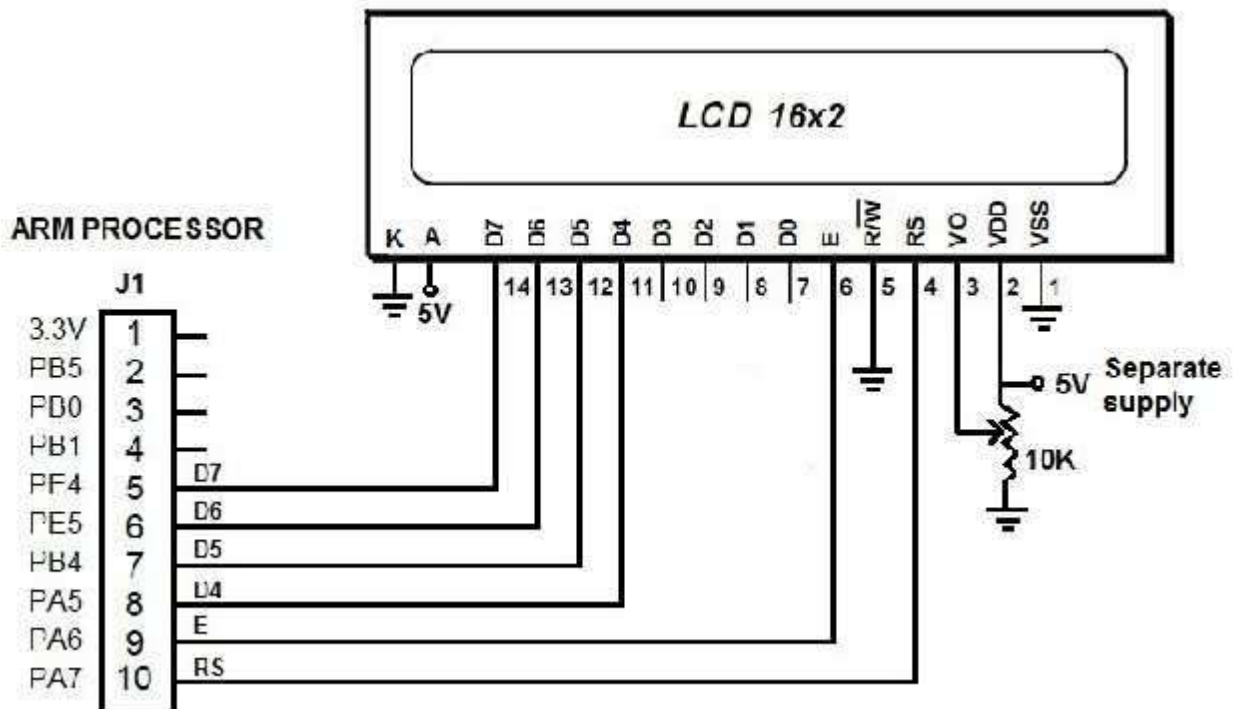 LCD 16x2
K A D7 D6 D5 D4 D3 D2 D1 D0 E R/W RS VO VDD VSS
14 13 12 11 10 9 8 7 6 5 4 3 2 1
5V
5V Separate
supply
10K
ARM PROCESSOR
J1
3.3V 1
PB5 2
PB0 3
PB1 4
PF4 5 D7
PE5 6 D6
PB4 7 D5
PA5 8 D4
PA6 9 E
PA7 10 RS